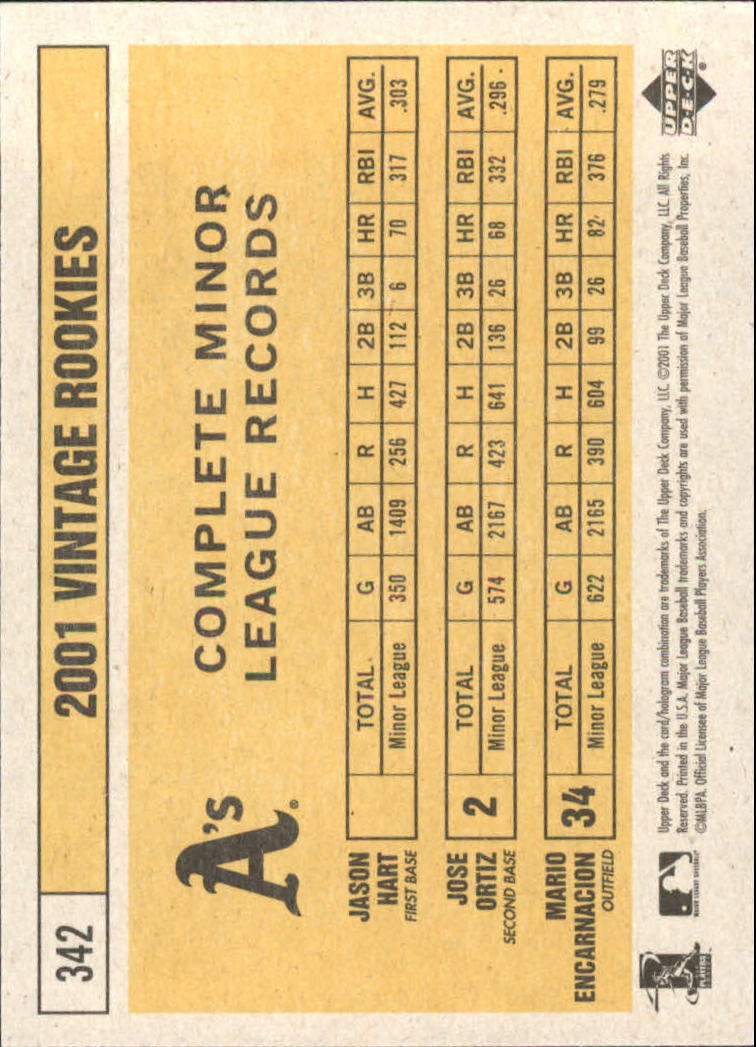 342 2001 VINTAGE ROOKIES
A's®
COMPLETE MINOR
LEAGUE RECORDS
JASON
HART
FIRST BASE
TOTAL G AB R H 2B 3B HR RBI AVG.
Minor League 350 1409 256 427 112 6 70 317 .303
JOSE
ORTIZ
SECOND BASE
2
TOTAL G AB R H 2B 3B HR RBI AVG.
Minor League 574 2167 423 641 136 26 68 332 .296
MARIO
ENCARNACION
OUTFIELD
34
TOTAL G AB R H 2B 3B HR RBI AVG.
Minor League 622 2165 390 604 99 26 82 376 .279
PLAYERS
MAJOR LEAGUE BASEBALL
Upper Deck and the card/hologram combination are trademarks of The Upper Deck Company, LLC. ©2001 The Upper Deck Company, LLC. All Rights
Reserved. Printed in the U.S.A. Major League Baseball trademarks and copyrights are used with permission of Major League Baseball Properties, Inc.
©MLBPA. Official Licensee of Major League Baseball Players Association.
UPPER
D·E·C·K
®